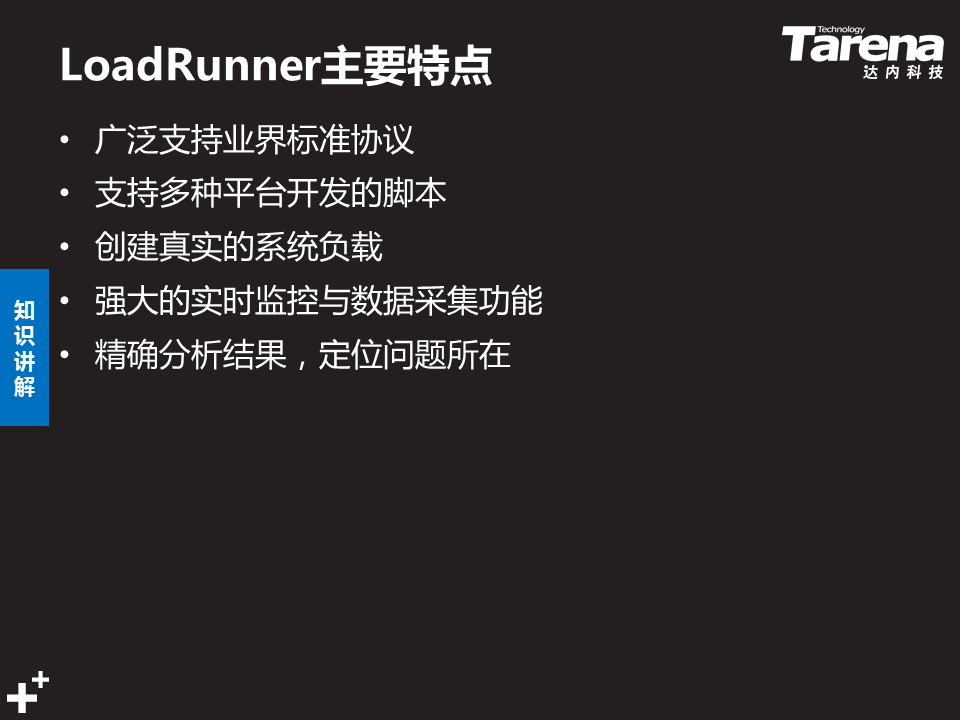 LoadRunner主要特点
Technology
Tarena
达内科技
• 广泛支持业界标准协议
• 支持多种平台开发的脚本
• 创建真实的系统负载
• 强大的实时监控与数据采集功能
• 精确分析结果，定位问题所在
知
识
讲
解